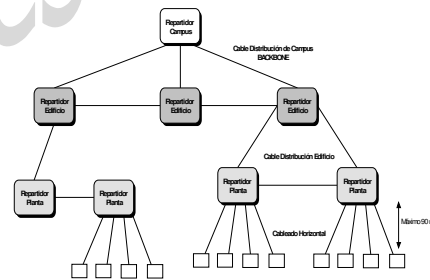 Repartidor
Campus
Cable Distribución de Campus
BACKBONE
Repartidor
Edificio
Repartidor
Edificio
Repartidor
Edificio
Cable Distribución Edificio
Repartidor
Planta
Repartidor
Planta
Repartidor
Planta
Repartidor
Planta
Máximo 90
Cableado Horizontal